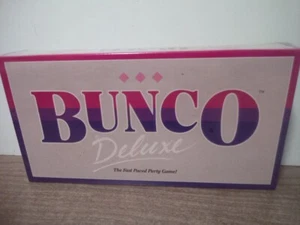 BUNCO
Deluxe
The Fast Paced Party Game!